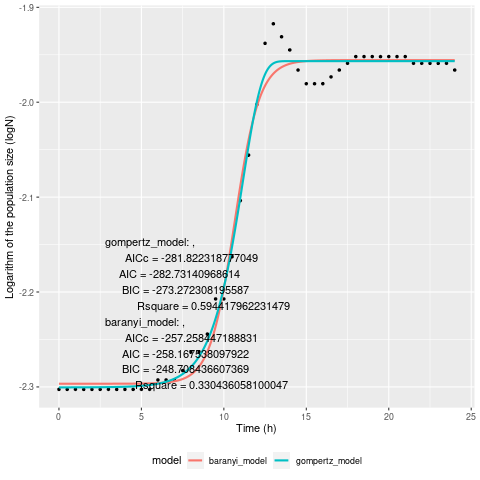 -1.9
-2.0
-2.1
-2.2
-2.3
Logarithm of the population size (logN)
gompertz_model: ,
AICc = -281.822318777049
AIC = -282.73140968614
BIC = -273.272308195587
Rsquare = 0.594417962231479
baranyi_model: ,
AICc = -257.258447188831
AIC = -258.167538097922
BIC = -248.708436607369
Rsquare = 0.330436058100047
0 5 10 15 20 25
Time (h)
model baranyi_model gompertz_model